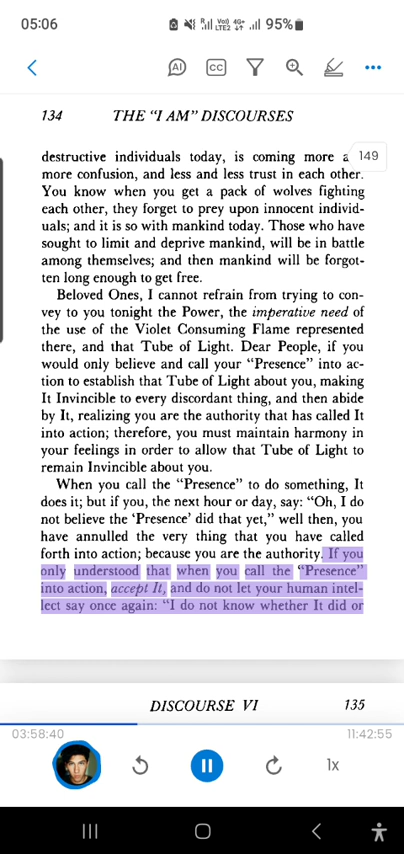 05:06
95%
AI
CC
134 THE “I AM” DISCOURSES
149
destructive individuals today, is coming more a
more confusion, and less and less trust in each other.
You know when you get a pack of wolves fighting
each other, they forget to prey upon innocent individ-
uals; and it is so with mankind today. Those who have
sought to limit and deprive mankind, will be in battle
among themselves; and then mankind will be forgot-
ten long enough to get free.
Beloved Ones, I cannot refrain from trying to con-
vey to you tonight the Power, the imperative need of
the use of the Violet Consuming Flame represented
there, and that Tube of Light. Dear People, if you
would only believe and call your “Presence” into ac-
tion to establish that Tube of Light about you, making
It Invincible to every discordant thing, and then abide
by It, realizing you are the authority that has called It
into action; therefore, you must maintain harmony in
your feelings in order to allow that Tube of Light to
remain Invincible about you.
When you call the “Presence” to do something, It
does it; but if you, the next hour or day, say: “Oh, I do
not believe the ‘Presence’ did that yet,” well then, you
have annulled the very thing that you have called
forth into action; because you are the authority. If you
only understood that when you call the “Presence”
into action, accept It, and do not let your human intel-
lect say once again: “I do not know whether It did or
DISCOURSE VI 135
03:58:40
11:42:55
1x